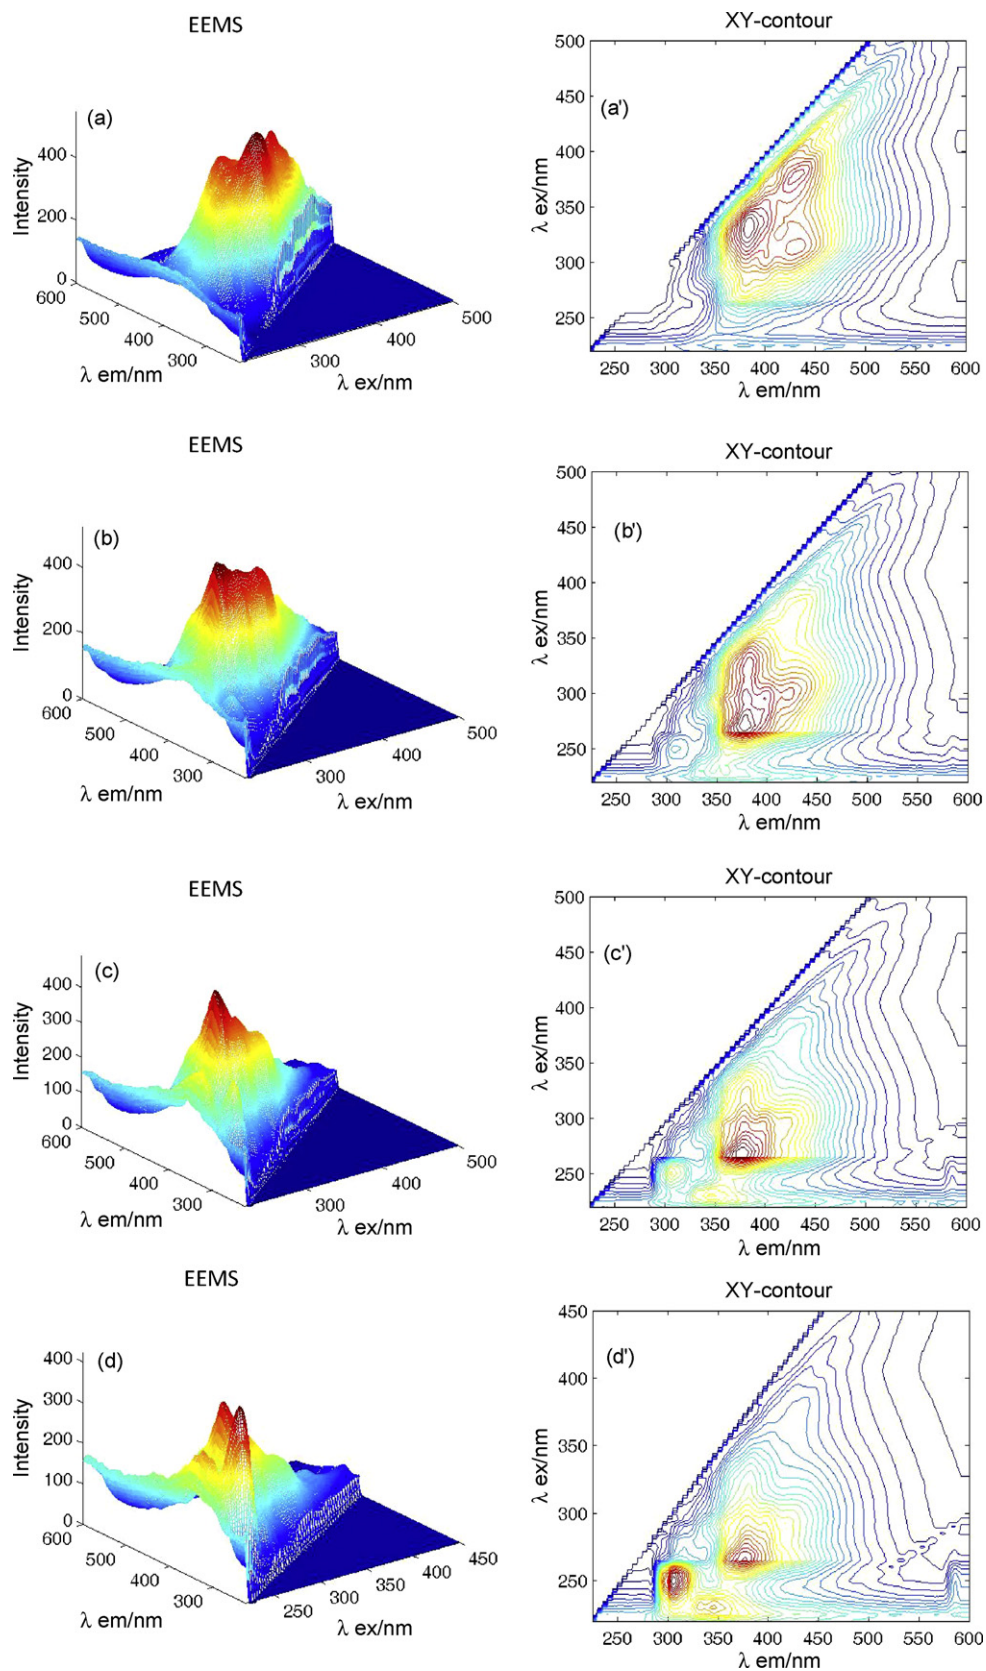 EEMS
XY-contour
(a)
400
200
0
Intensity
600
500
400
300
λ em/nm
300
400
500
λ ex/nm
(a')
500
450
400
350
300
250
λ ex/nm
250 300 350 400 450 500 550 600
λ em/nm
EEMS
XY-contour
(b)
400
200
0
Intensity
600
500
400
300
λ em/nm
300
400
500
λ ex/nm
(b')
500
450
400
350
300
250
λ ex/nm
250 300 350 400 450 500 550 600
λ em/nm
EEMS
XY-contour
(c)
400
300
200
100
0
Intensity
600
500
400
300
λ em/nm
300
400
500
λ ex/nm
(c')
500
450
400
350
300
250
λ ex/nm
250 300 350 400 450 500 550 600
λ em/nm
EEMS
XY-contour
(d)
400
300
200
100
0
Intensity
600
500
400
300
λ em/nm
250
300
350
400
450
λ ex/nm
(d')
450
400
350
300
250
λ ex/nm
250 300 350 400 450 500 550 600
λ em/nm